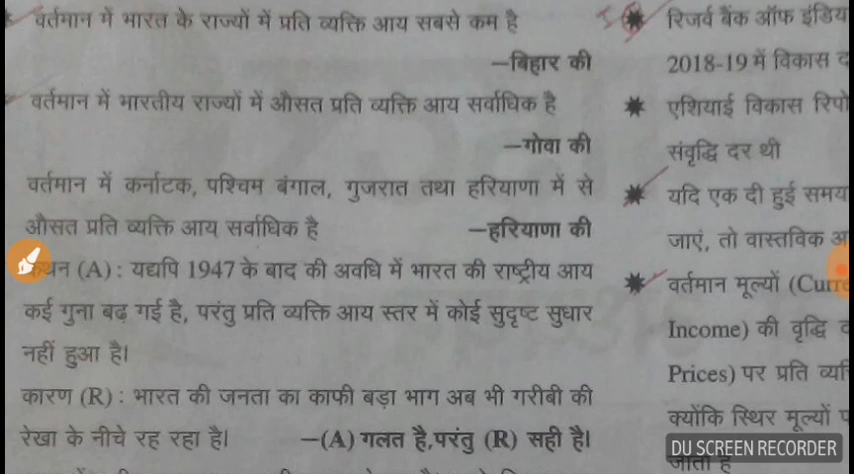 वर्तमान में भारत के राज्यों में प्रति व्यक्ति आय सबसे कम है
–बिहार की
वर्तमान में भारतीय राज्यों में औसत प्रति व्यक्ति आय सर्वाधिक है
–गोवा की
वर्तमान में कर्नाटक, पश्चिम बंगाल, गुजरात तथा हरियाणा में से
औसत प्रति व्यक्ति आय सर्वाधिक है –हरियाणा की
(A) : यद्यपि 1947 के बाद की अवधि में भारत की राष्ट्रीय आय
कई गुना बढ़ गई है, परंतु प्रति व्यक्ति आय स्तर में कोई सुदृष्ट सुधार
नहीं हुआ है।
कारण (R) : भारत की जनता का काफी बड़ा भाग अब भी गरीबी की
रेखा के नीचे रह रहा है। –(A) गलत है,परंतु (R) सही है।
रिजर्व बैंक ऑफ
2018-19 में विकास
एशियाई विकास
संवृद्धि दर थी
यदि एक दी हुई समय
जाएं, तो वास्तविक
वर्तमान मूल्यों
Income) की वृद्धि
Prices) पर प्रति
क्योंकि स्थिर मूल्यों
जाता है
DU SCREEN RECORDER